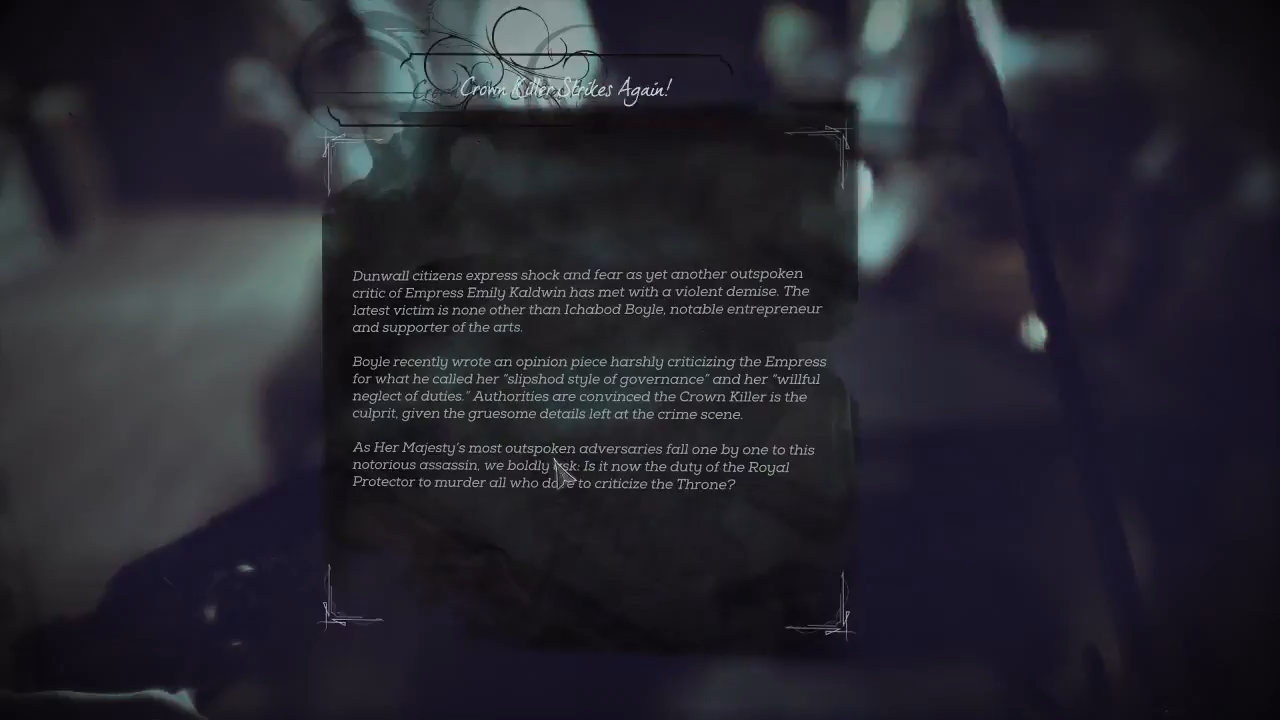 Crown Killer Strikes Again!
Dunwall citizens express shock and fear as yet another outspoken
critic of Empress Emily Kaldwin has met with a violent demise. The
latest victim is none other than Ichabod Boyle, notable entrepreneur
and supporter of the arts.
Boyle recently wrote an opinion piece harshly criticizing the Empress
for what he called her “slipshod style of governance” and her “willful
neglect of duties.” Authorities are convinced the Crown Killer is the
culprit, given the gruesome details left at the crime scene.
As Her Majesty's most outspoken adversaries fall one by one to this
notorious assassin, we boldly ask: Is it now the duty of the Royal
Protector to murder all who dare to criticize the Throne?